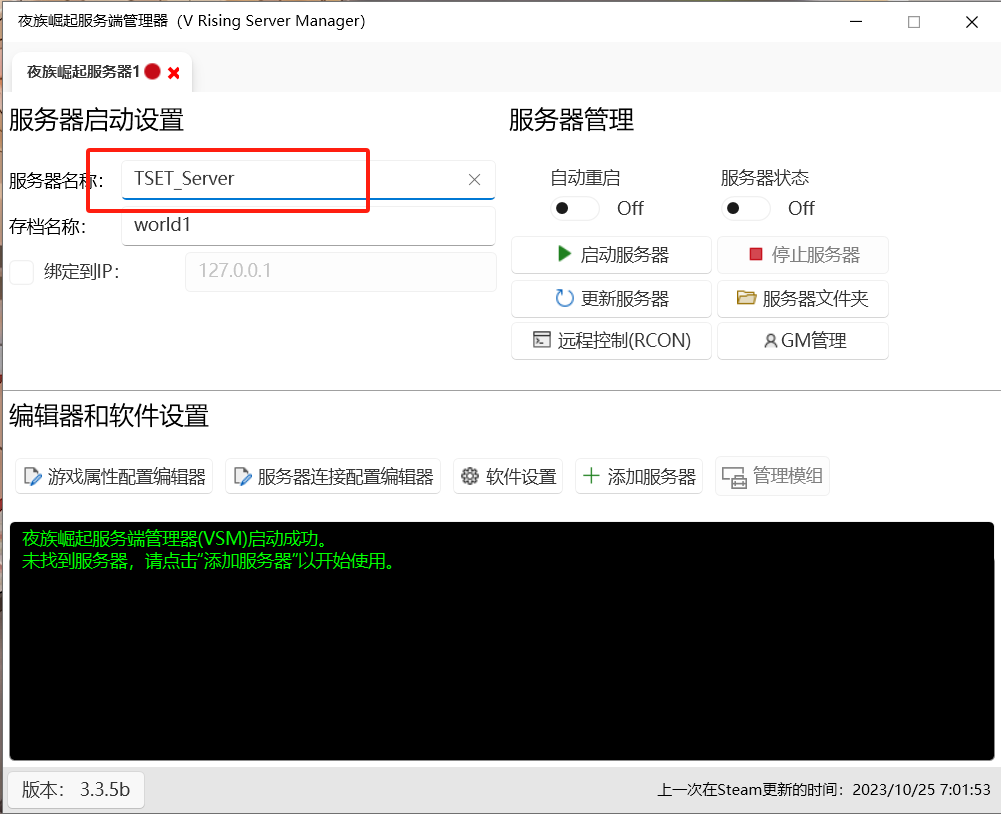 夜族崛起服务端管理器（V Rising Server Manager）
夜族崛起服务器1
服务器启动设置
服务器名称：
TSET_Server
存档名称：
world1
绑定到IP：
127.0.0.1
服务器管理
自动重启
服务器状态
Off
Off
启动服务器
停止服务器
更新服务器
服务器文件夹
远程控制(RCON)
GM管理
编辑器和软件设置
游戏属性配置编辑器
服务器连接配置编辑器
软件设置
添加服务器
管理模组
夜族崛起服务端管理器(VSM)启动成功。
未找到服务器，请点击“添加服务器”以开始使用。
版本： 3.3.5b
上一次在Steam更新的时间：2023/10/25 7:01:53